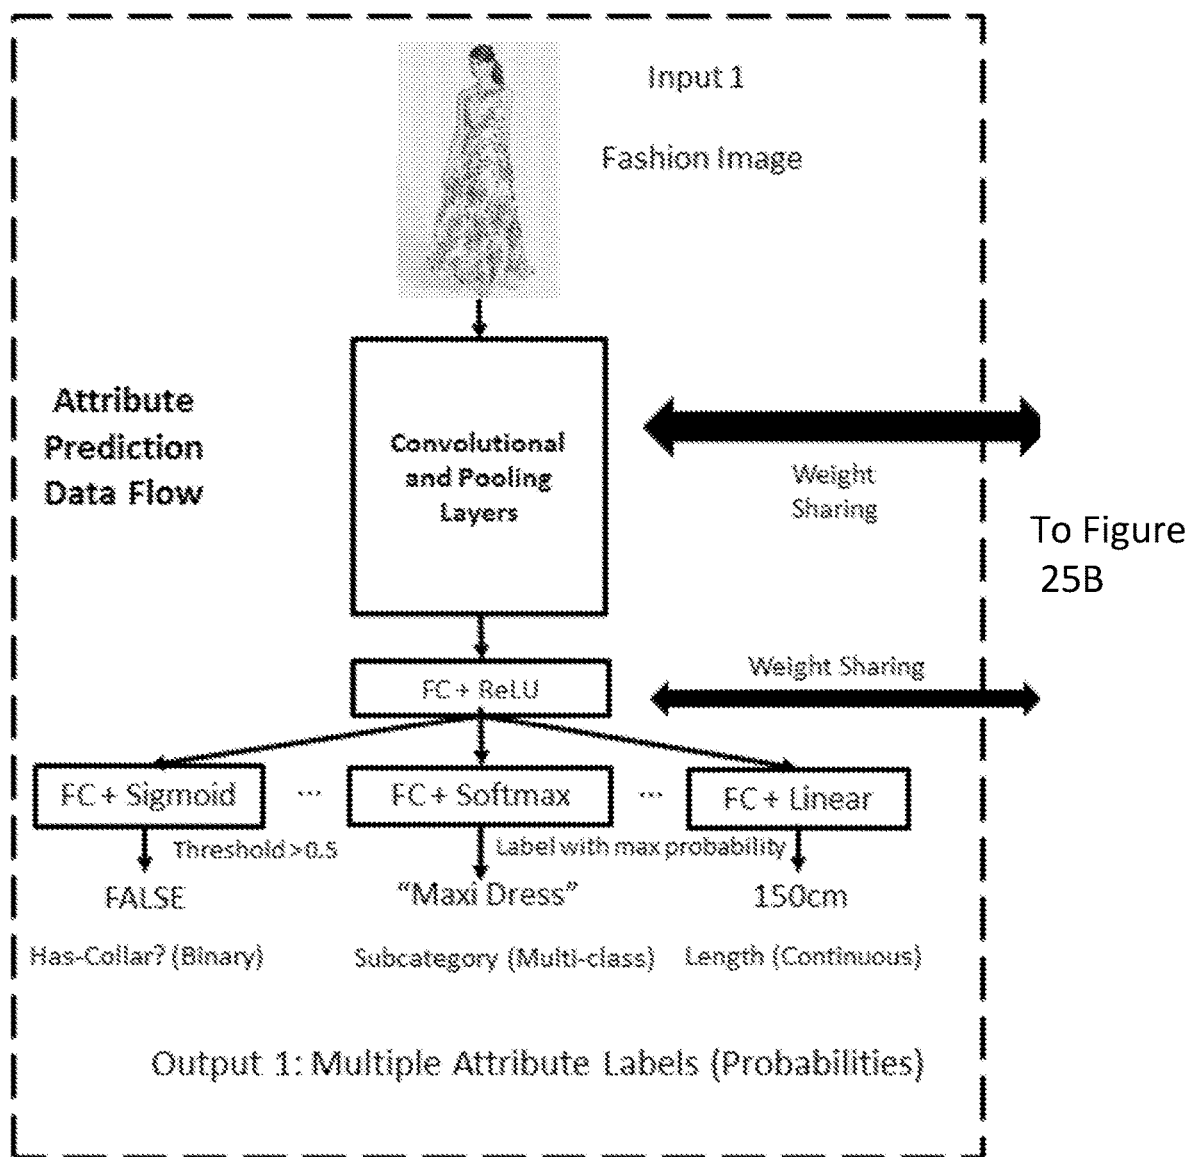 Input 1
Fashion Image
Attribute
Prediction
Data Flow
Convolutional
and Pooling
Layers
Weight
Sharing
To Figure
25B
FC + ReLU
Weight Sharing
FC + Sigmoid
...
FC + Softmax
...
FC + Linear
Threshold >0.5
Label with max probability
FALSE
“Maxi Dress”
150cm
Has-Collar? (Binary)
Subcategory (Multi-class)
Length (Continuous)
Output 1: Multiple Attribute Labels (Probabilities)